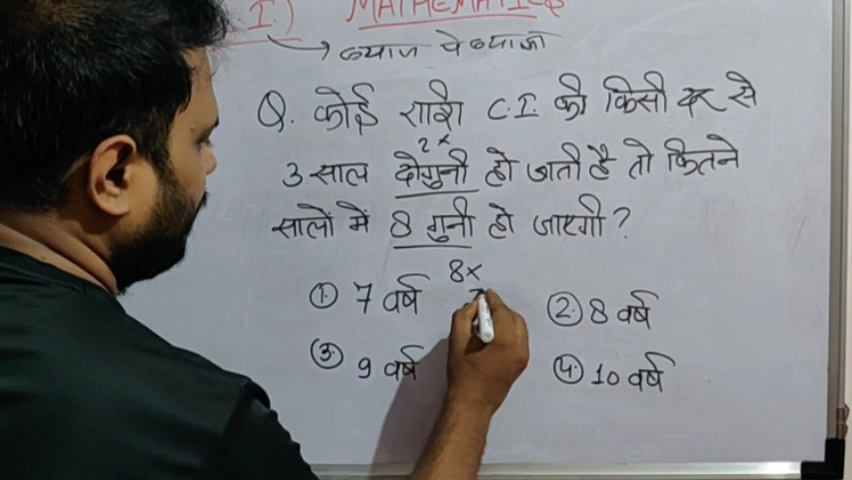 I.) MATHEMATICS
→ ब्याज पे ब्याज
Q. कोई राशि C.I. की किसी दर से
2x
3 साल दोगुनी हो जाती है तो कितने
सालों में 8 गुनी हो जाएगी ?
8x
① 7 वर्ष ② 8 वर्ष
③ 9 वर्ष ④ 10 वर्ष